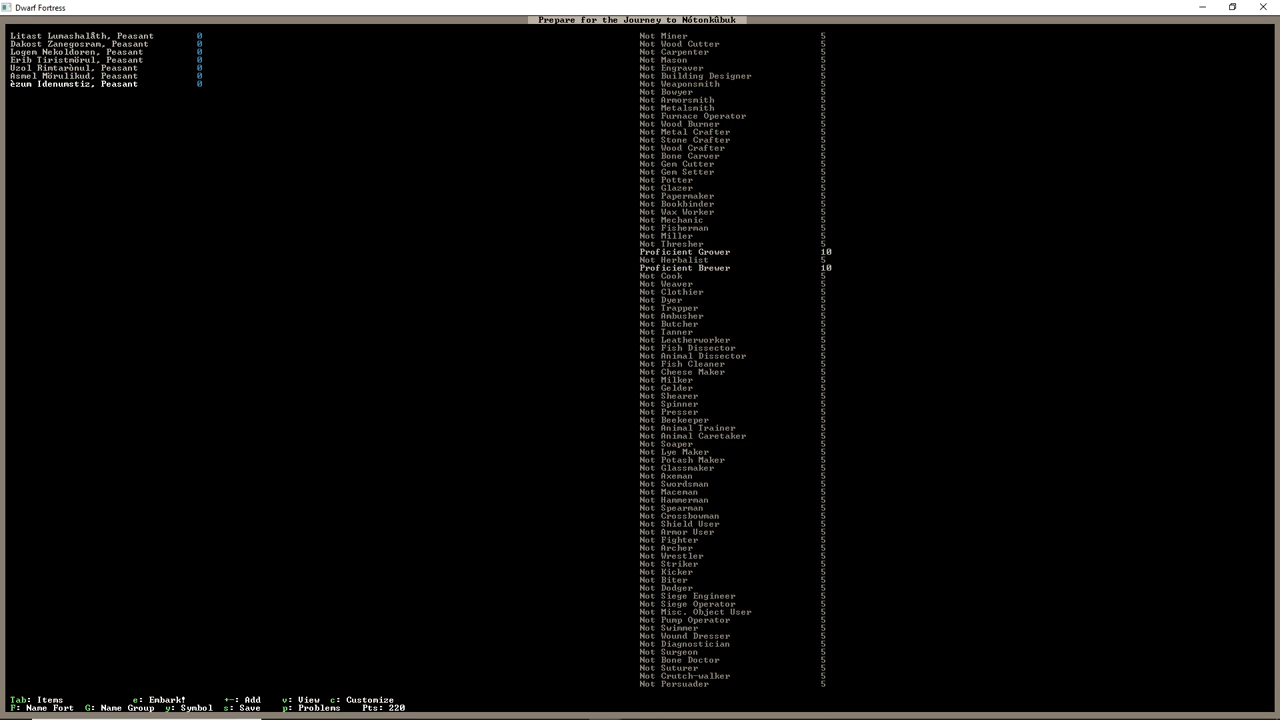 Dwarf Fortress
Prepare for the Journey to Nótonkûbuk
Litast Lumashalåth, Peasant 0
Dakost Zanegosram, Peasant 0
Logem Nekoldoren, Peasant 0
Erib Tiristmörul, Peasant 0
Uzol Rimtarònul, Peasant 0
Asmel Mörulikud, Peasant 0
èzum Idenumstiz, Peasant 0
Not Miner 5
Not Wood Cutter 5
Not Carpenter 5
Not Mason 5
Not Engraver 5
Not Building Designer 5
Not Weaponsmith 5
Not Bowyer 5
Not Armorsmith 5
Not Metalsmith 5
Not Furnace Operator 5
Not Wood Burner 5
Not Metal Crafter 5
Not Stone Crafter 5
Not Wood Crafter 5
Not Bone Carver 5
Not Gem Cutter 5
Not Gem Setter 5
Not Potter 5
Not Glazer 5
Not Papermaker 5
Not Bookbinder 5
Not Wax Worker 5
Not Mechanic 5
Not Fisherman 5
Not Miller 5
Not Thresher 5
Proficient Grower 10
Not Herbalist 5
Proficient Brewer 10
Not Cook 5
Not Weaver 5
Not Clothier 5
Not Dyer 5
Not Trapper 5
Not Ambusher 5
Not Butcher 5
Not Tanner 5
Not Leatherworker 5
Not Fish Dissector 5
Not Animal Dissector 5
Not Fish Cleaner 5
Not Cheese Maker 5
Not Milker 5
Not Gelder 5
Not Shearer 5
Not Spinner 5
Not Presser 5
Not Beekeeper 5
Not Animal Trainer 5
Not Animal Caretaker 5
Not Soaper 5
Not Lye Maker 5
Not Potash Maker 5
Not Glassmaker 5
Not Axeman 5
Not Swordsman 5
Not Maceman 5
Not Hammerman 5
Not Spearman 5
Not Crossbowman 5
Not Shield User 5
Not Armor User 5
Not Fighter 5
Not Archer 5
Not Wrestler 5
Not Striker 5
Not Kicker 5
Not Biter 5
Not Dodger 5
Not Siege Engineer 5
Not Siege Operator 5
Not Misc. Object User 5
Not Pump Operator 5
Not Swimmer 5
Not Wound Dresser 5
Not Diagnostician 5
Not Surgeon 5
Not Bone Doctor 5
Not Suturer 5
Not Crutch-walker 5
Not Persuader 5
Tab: Items e: Embark! +-: Add v: View c: Customize
F: Name Fort G: Name Group y: Symbol s: Save p: Problems Pts: 220